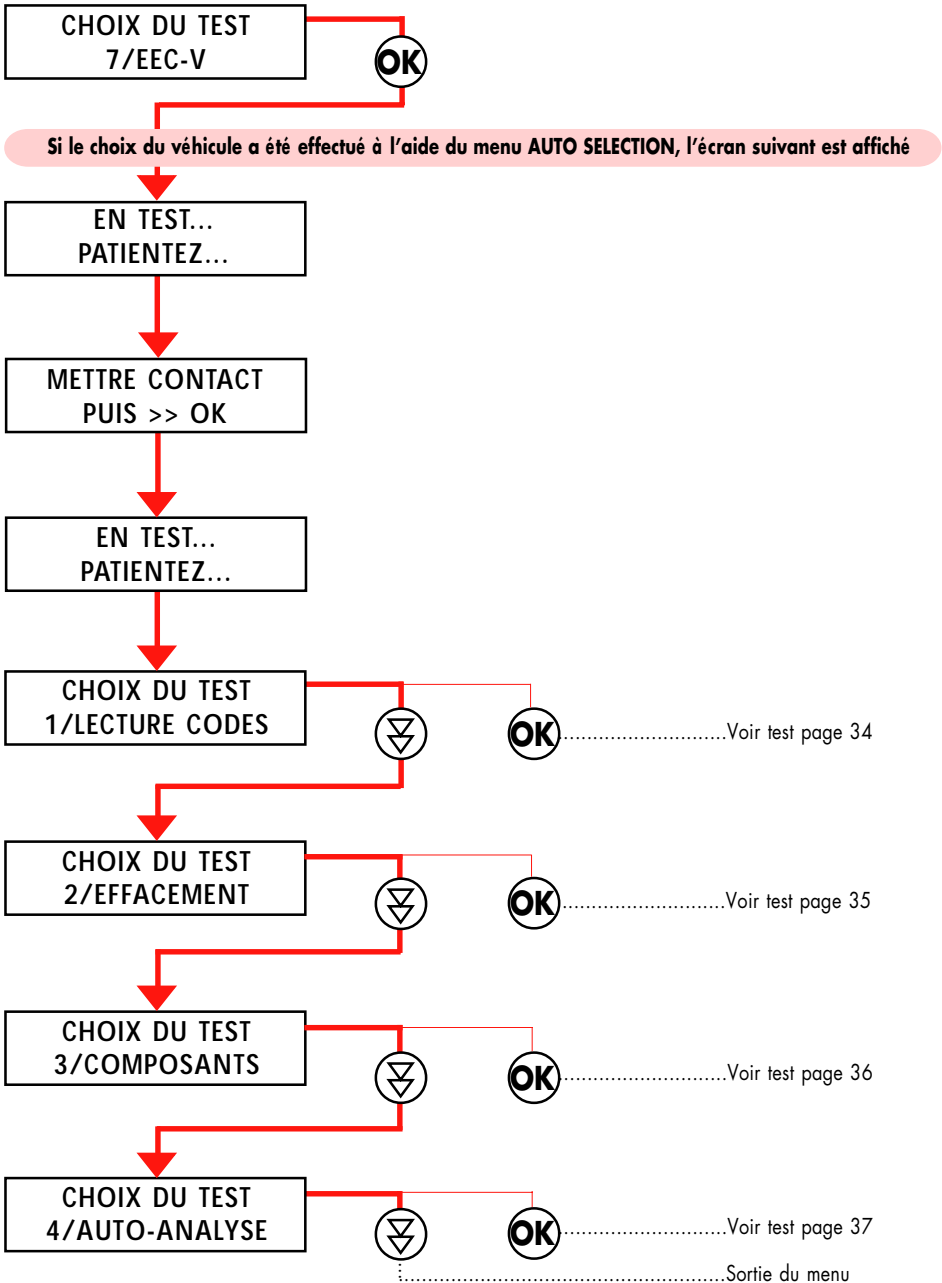 CHOIX DU TEST
7/EEC-V
OK
Si le choix du véhicule a été effectué à l'aide du menu AUTO SELECTION, l'écran suivant est affiché
EN TEST...
PATIENTEZ...
METTRE CONTACT
PUIS >> OK
EN TEST...
PATIENTEZ...
CHOIX DU TEST
1/LECTURE CODES
OK.............................Voir test page 34
CHOIX DU TEST
2/EFFACEMENT
OK.............................Voir test page 35
CHOIX DU TEST
3/COMPOSANTS
OK.............................Voir test page 36
CHOIX DU TEST
4/AUTO-ANALYSE
OK.............................Voir test page 37
........................................................Sortie du menu